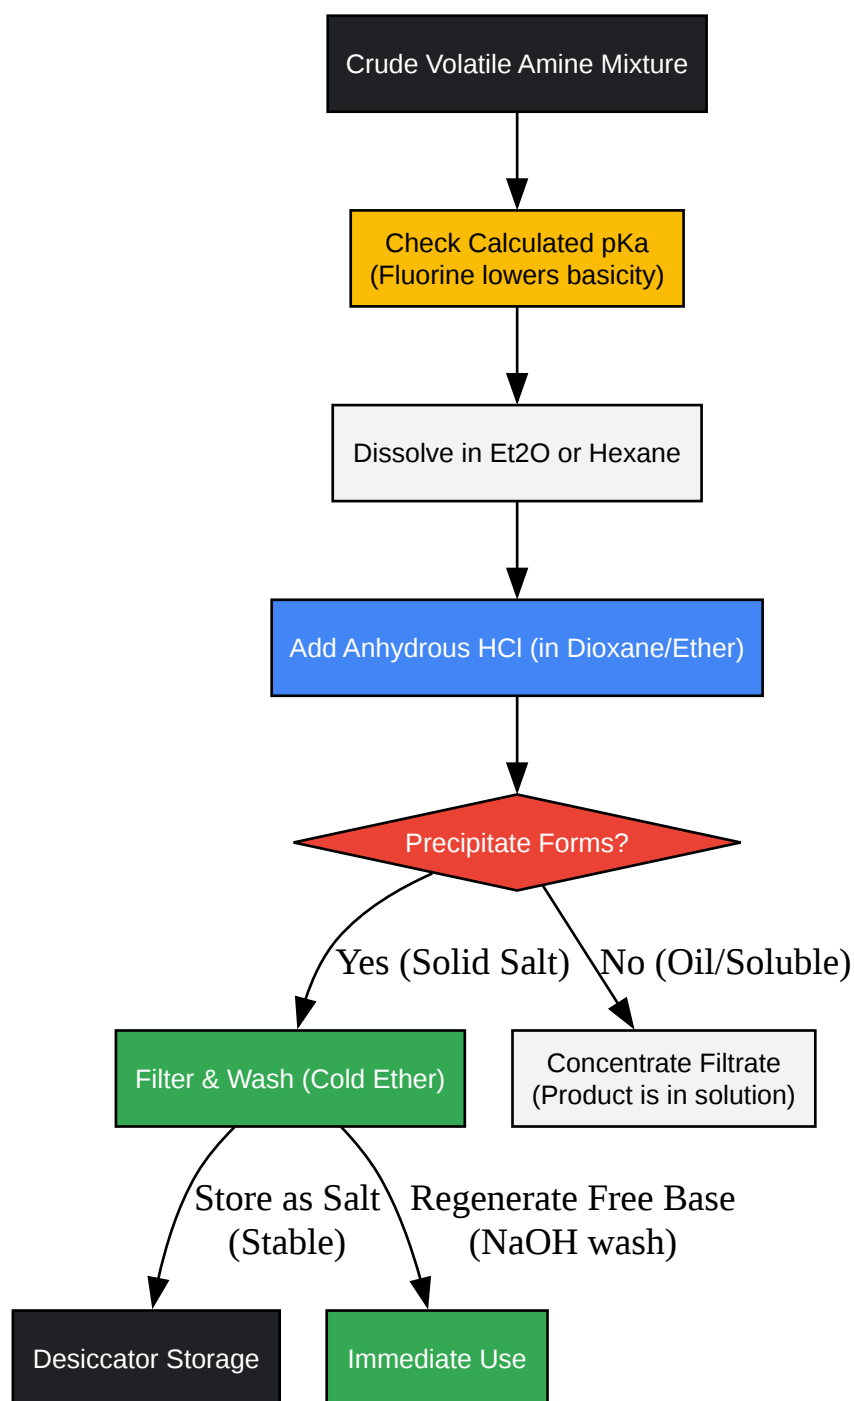 Crude Volatile Amine Mixture
Check Calculated pKa
(Fluorine lowers basicity)
Dissolve in Et2O or Hexane
Add Anhydrous HCl (in Dioxane/Ether)
Precipitate Forms?
Yes (Solid Salt)
No (Oil/Soluble)
Filter & Wash (Cold Ether)
Concentrate Filtrate
(Product is in solution)
Store as Salt
(Stable)
Regenerate Free Base
(NaOH wash)
Desiccator Storage
Immediate Use